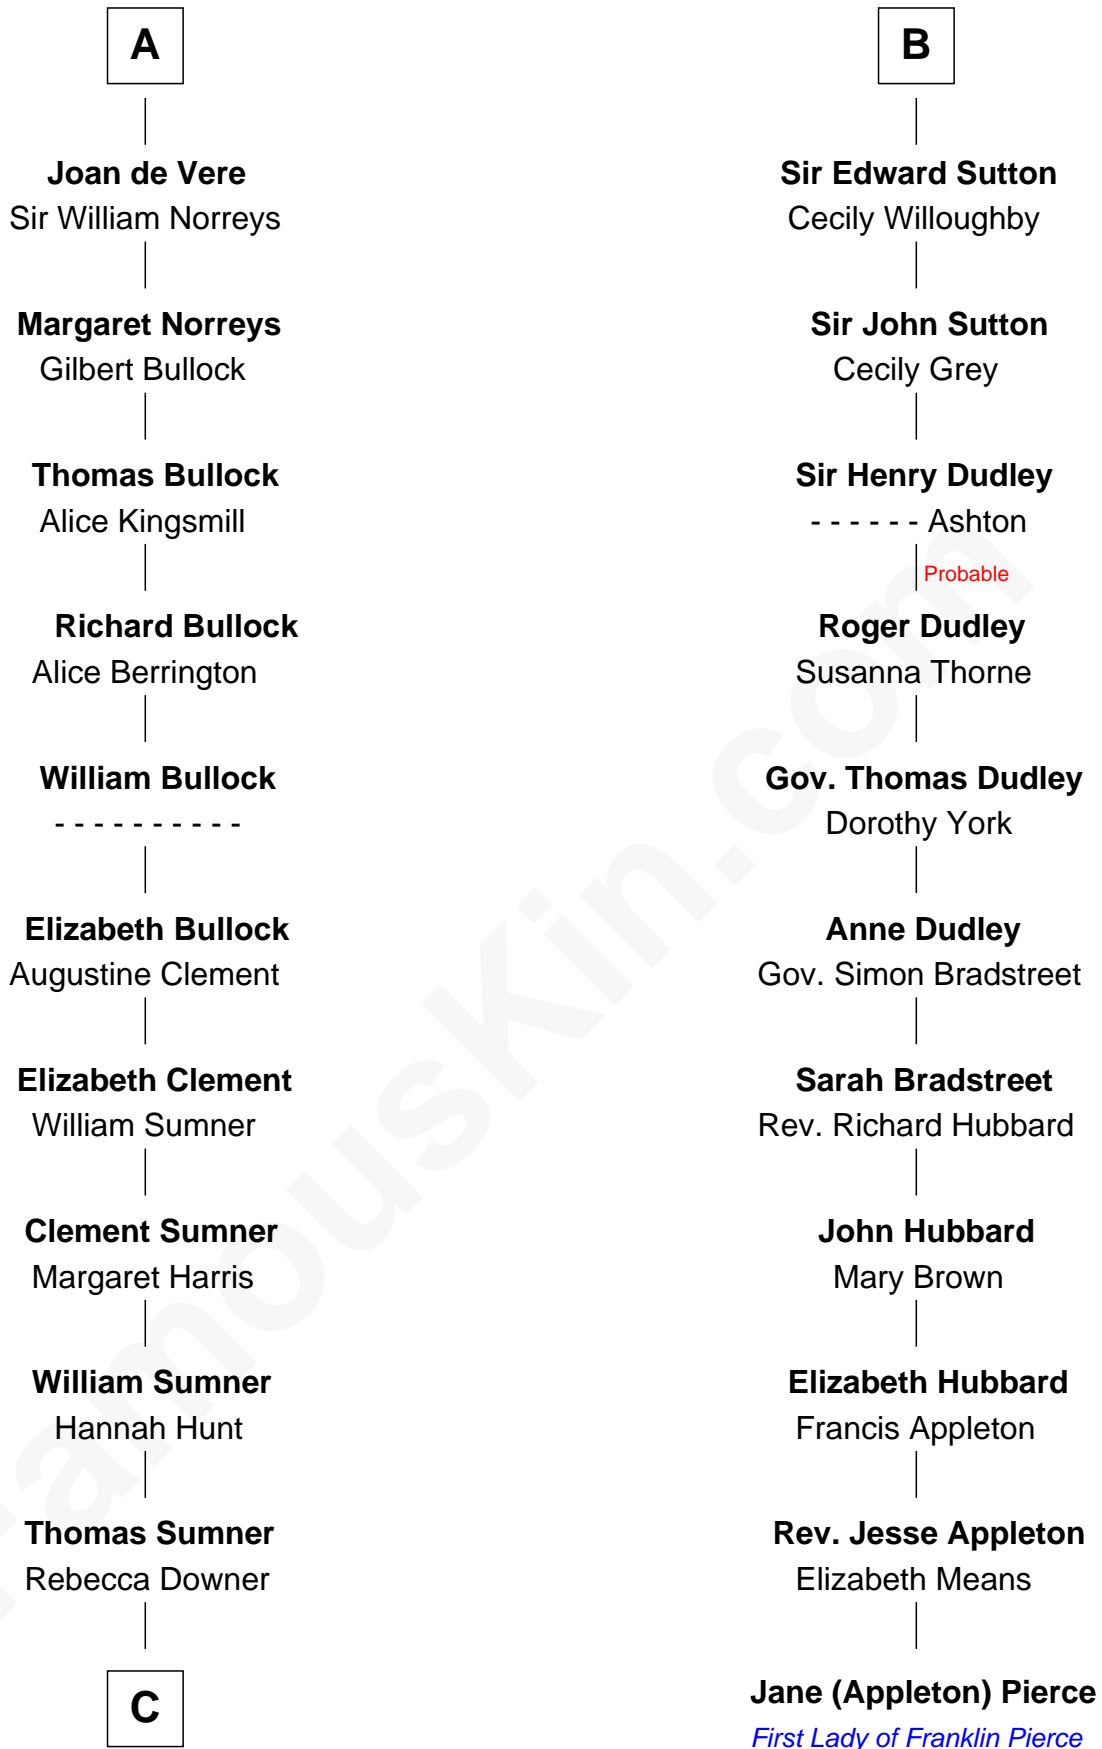 A
Joan de Vere
Sir William Norreys
Margaret Norreys
Gilbert Bullock
Thomas Bullock
Alice Kingsmill
Richard Bullock
Alice Berrington
William Bullock
- - - - - - - - - -
Elizabeth Bullock
Augustine Clement
Elizabeth Clement
William Sumner
Clement Sumner
Margaret Harris
William Sumner
Hannah Hunt
Thomas Sumner
Rebecca Downer
C
B
Sir Edward Sutton
Cecily Willoughby
Sir John Sutton
Cecily Grey
Sir Henry Dudley
- - - - - - Ashton
Probable
Roger Dudley
Susanna Thorne
Gov. Thomas Dudley
Dorothy York
Anne Dudley
Gov. Simon Bradstreet
Sarah Bradstreet
Rev. Richard Hubbard
John Hubbard
Mary Brown
Elizabeth Hubbard
Francis Appleton
Rev. Jesse Appleton
Elizabeth Means
Jane (Appleton) Pierce
First Lady of Franklin Pierce
FamousKin.com